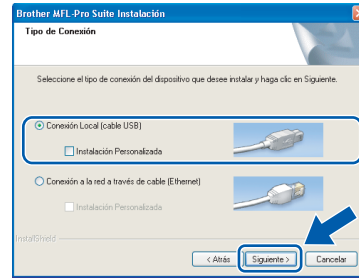 Brother MFL-Pro Suite Instalación
Tipo de Conexión
Seleccione el tipo de conexión del dispositivo que desee instalar y haga clic en Siguiente.
Conexión Local (cable USB)
Instalación Personalizada
Conexión a la red a través de cable (Ethernet)
Instalación Personalizada
InstallShield
< Atrás
Siguiente >
Cancelar